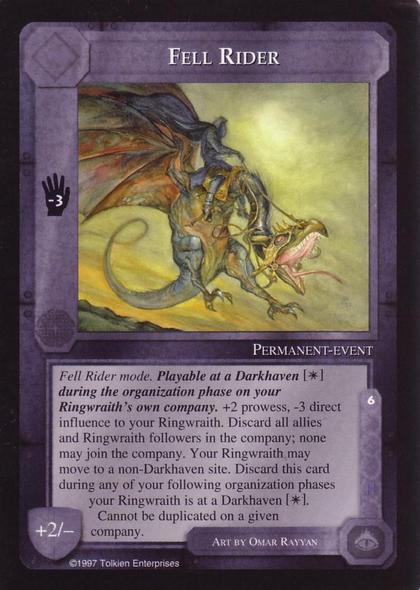 FELL RIDER
-3
PERMANENT-EVENT
Fell Rider mode. Playable at a Darkhaven [✶]
during the organization phase on your
Ringwraith's own company. +2 prowess, -3 direct
influence to your Ringwraith. Discard all allies
and Ringwraith followers in the company; none
may join the company. Your Ringwraith may
move to a non-Darkhaven site. Discard this card
during any of your following organization phases
your Ringwraith is at a Darkhaven [✶].
Cannot be duplicated on a given
company.
6
+2/–
ART BY OMAR RAYYAN
©1997 Tolkien Enterprises